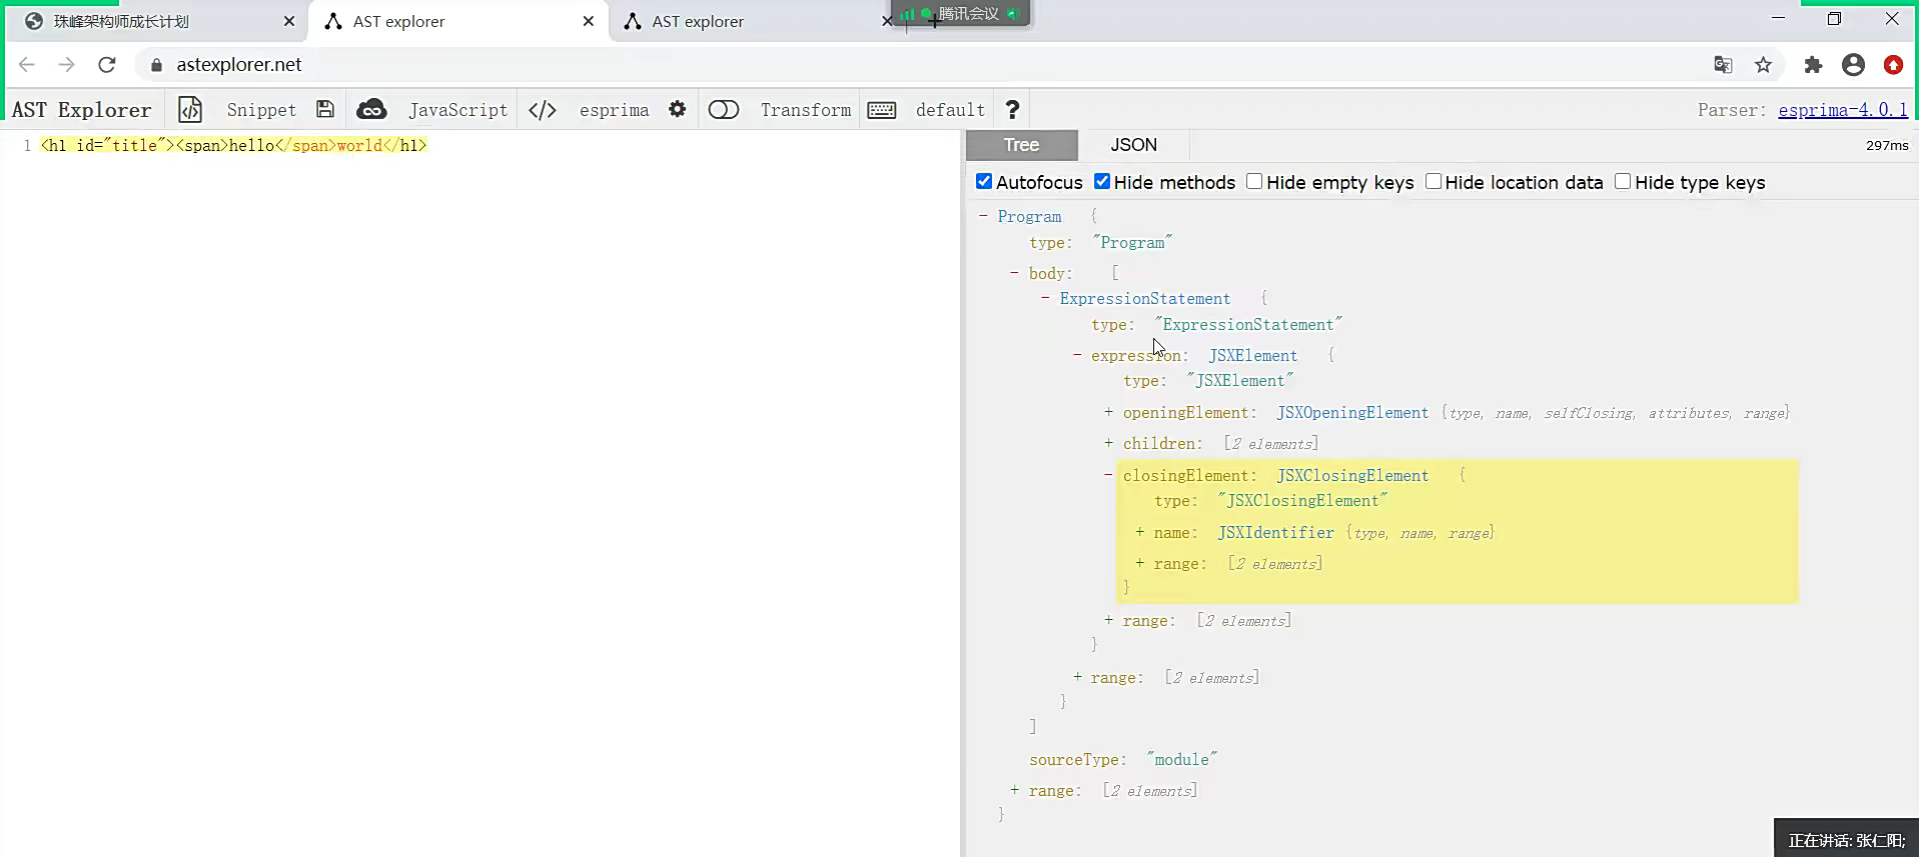 珠峰架构师成长计划
AST explorer
AST explorer
腾讯会议
astexplorer.net
AST Explorer Snippet JavaScript </> esprima Transform default ? Parser: esprima-4.0.1
1 <h1 id="title"><span>hello</span>world</h1>
Tree JSON 297ms
Autofocus Hide methods Hide empty keys Hide location data Hide type keys
- Program {
type: "Program"
- body: [
- ExpressionStatement {
type: "ExpressionStatement"
- expression: JSXElement {
type: "JSXElement"
+ openingElement: JSXOpeningElement {type, name, selfClosing, attributes, range}
+ children: [2 elements]
- closingElement: JSXClosingElement {
type: "JSXClosingElement"
+ name: JSXIdentifier {type, name, range}
+ range: [2 elements]
}
+ range: [2 elements]
}
+ range: [2 elements]
}
]
sourceType: "module"
+ range: [2 elements]
}
正在讲话: 张仁阳;